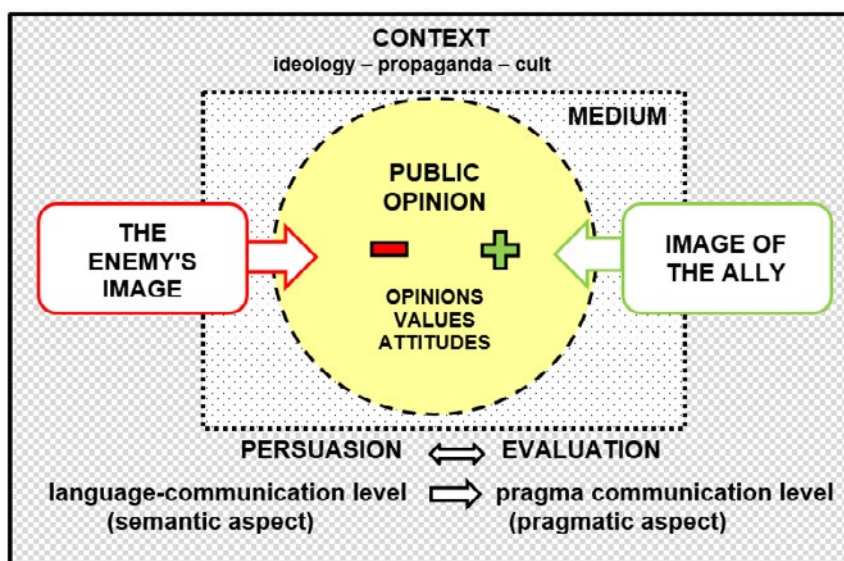 CONTEXT
ideology – propaganda – cult
MEDIUM
PUBLIC
OPINION
THE
ENEMY'S
IMAGE
IMAGE OF
THE ALLY
OPINIONS
VALUES
ATTITUDES
PERSUASION EVALUATION
language-communication level pragma communication level
(semantic aspect) (pragmatic aspect)